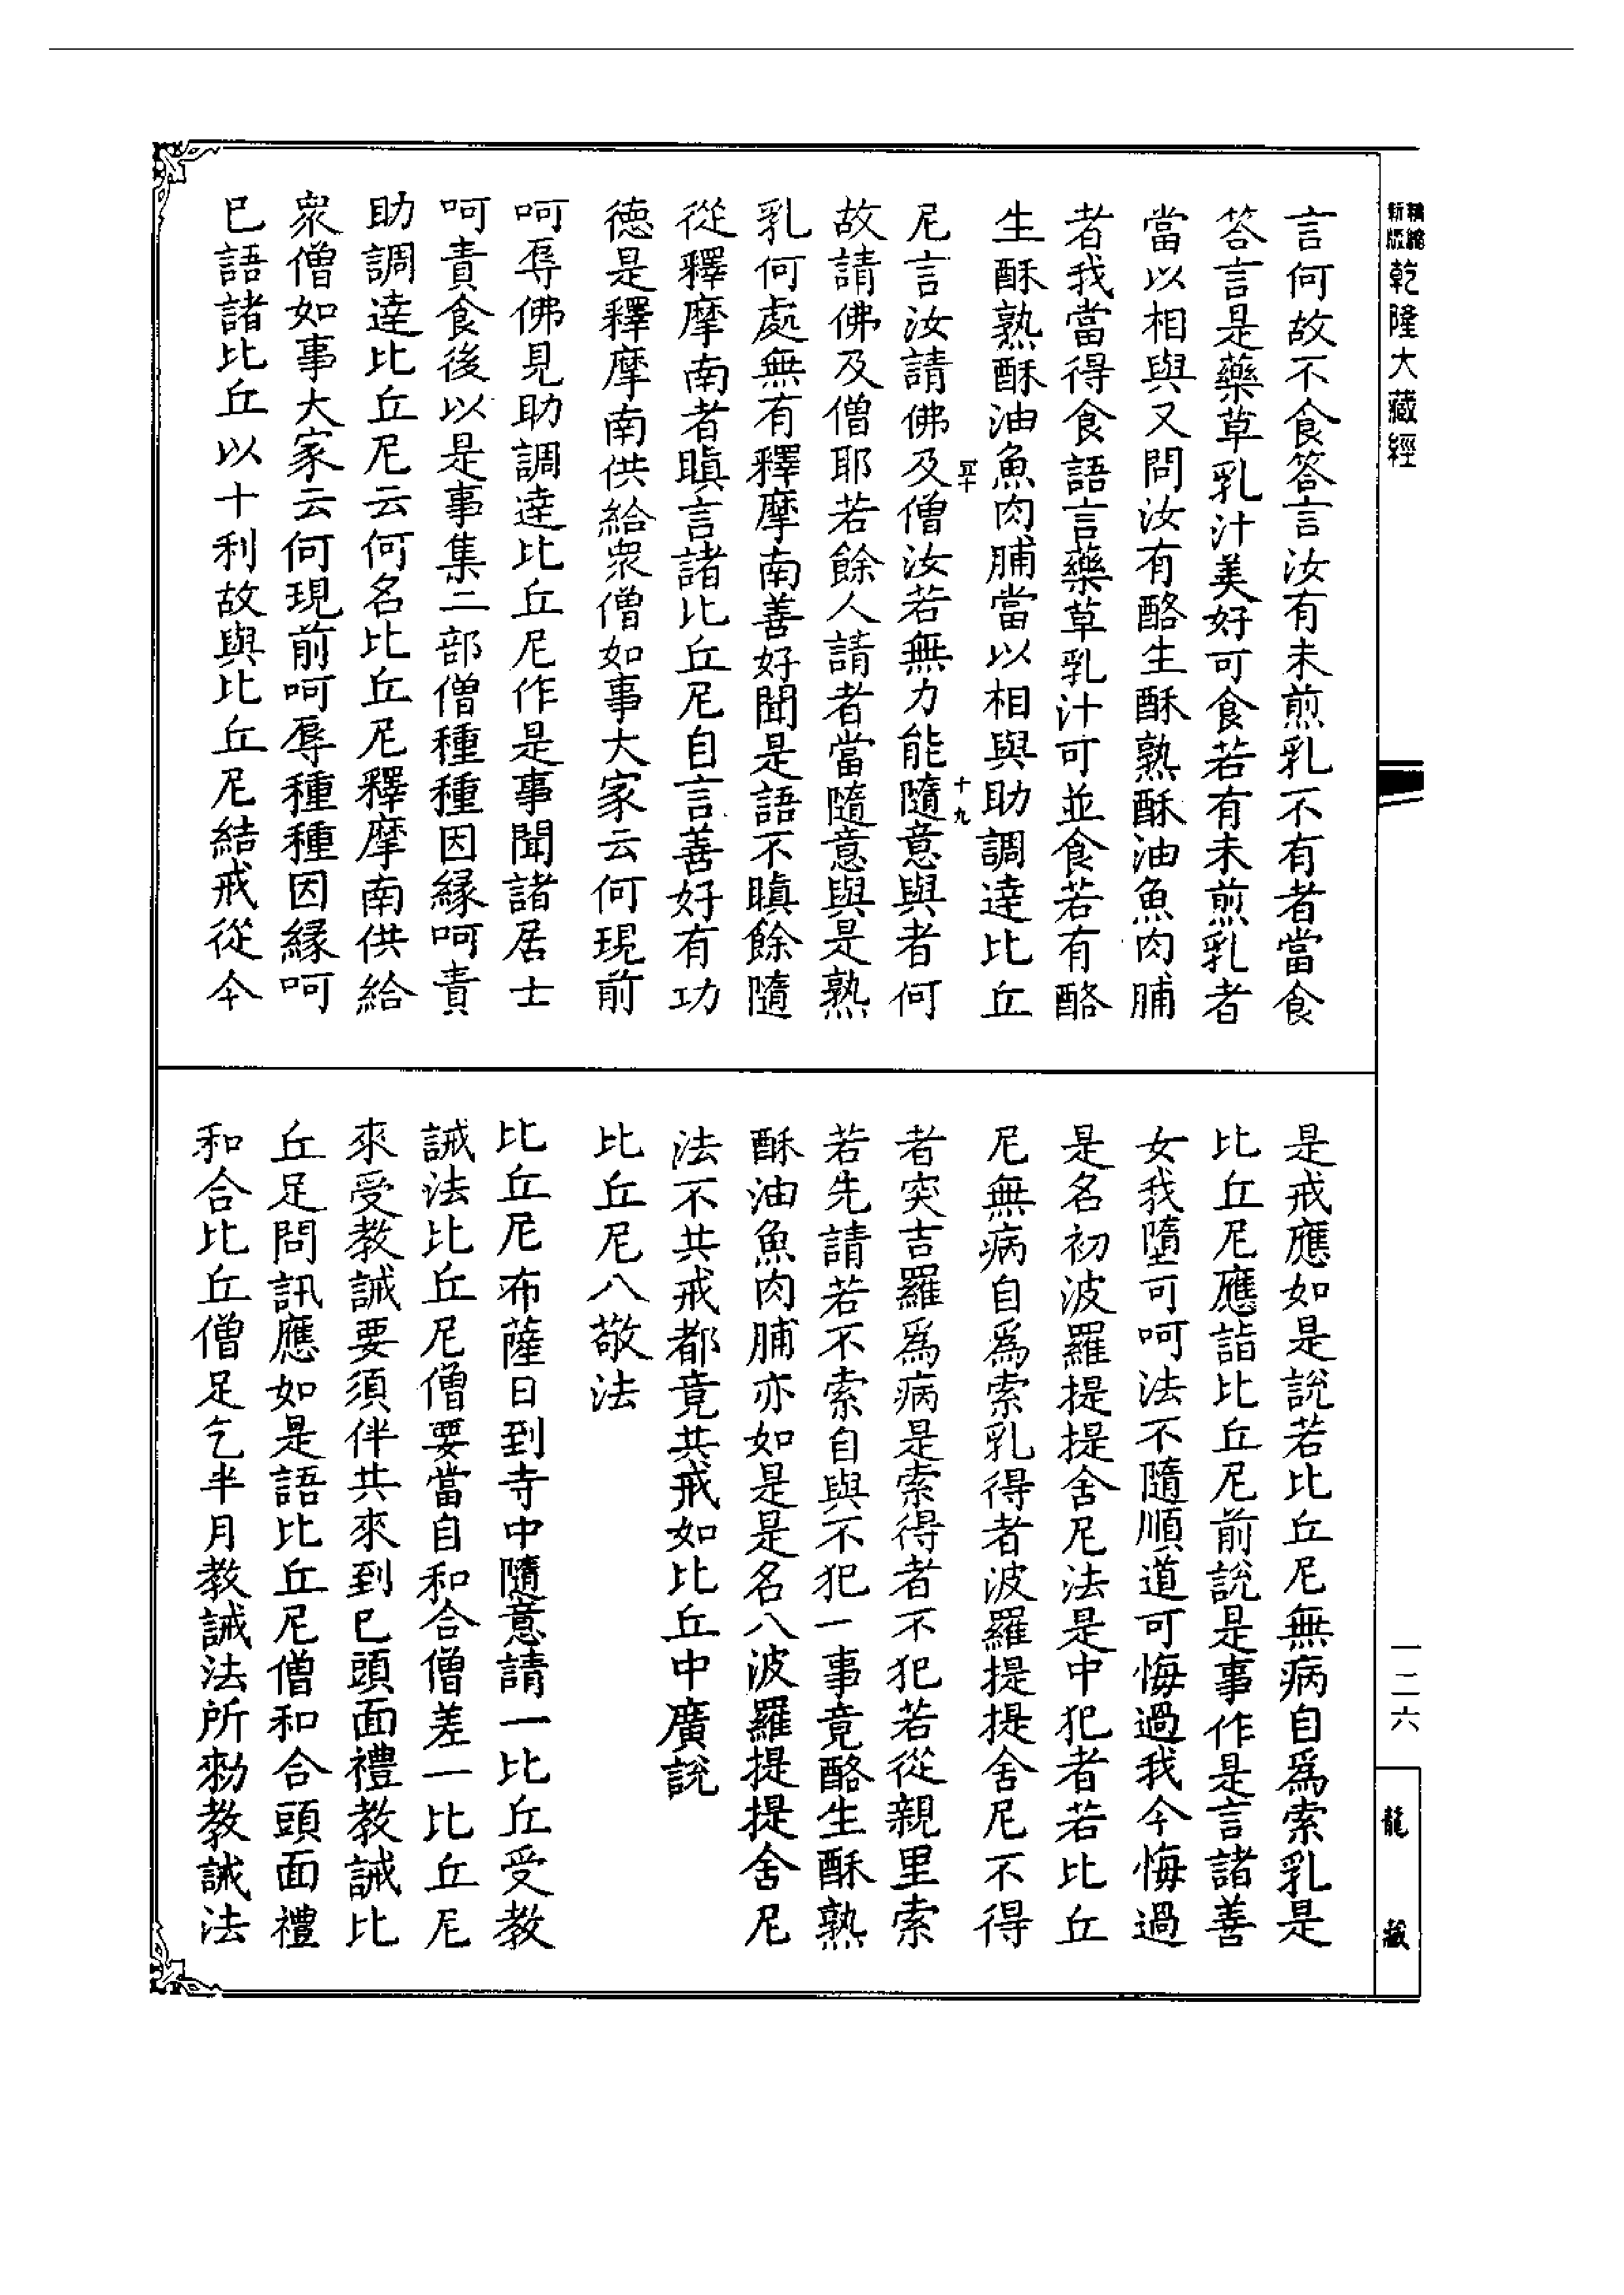 精縮
新版
乾隆大藏經
言何故不食答言汝有未煎乳不有者當食
答言是藥草乳汁美好可食若有未煎乳者
當以相與又問汝有酪生酥熟酥油魚肉脯
者我當得食語言藥草乳汁可並食若有酪
生酥熟酥油魚肉脯當以相與助調達比丘
十九
尼言汝請佛及僧汝若無力能隨意與者何
故請佛及僧耶若餘人請者當隨意與是熟
乳何處無有釋摩南善好聞是語不瞋餘隨
從釋摩南者瞋言諸比丘尼自言善好有功
德是釋摩南供給衆僧如事大家云何現前
呵辱佛見助調達比丘尼作是事聞諸居士
呵責食後以是事集二部僧種種因緣呵責
助調達比丘尼云何名比丘尼釋摩南供給
衆僧如事大家云何現前呵辱種種因緣呵
已語諸比丘以十利故與比丘尼結戒從今
是戒應如是說若比丘尼無病自爲索乳是
比丘尼應詣比丘尼前說是事作是言諸善
女我墮可呵法不隨順道可悔過我今悔過
是名初波羅提提舍尼法是中犯者若比丘
尼無病自爲索乳得者波羅提提舍尼不得
者突吉羅爲病是索得者不犯若從親里索
若先請若不索自與不犯一事竟酪生酥熟
酥油魚肉脯亦如是是名八波羅提提舍尼
法不共戒都竟共戒如比丘中廣說
比丘尼八敬法
比丘尼布薩日到寺中隨意請一比丘受教
誡法比丘尼僧要當自和合僧差一比丘尼
來受教誡要須伴共來到已頭面禮教誡比
丘足問訊應如是語比丘尼僧和合頭面禮
和合比丘僧足乞半月教誡法所勑教誡法
一二六
龍藏